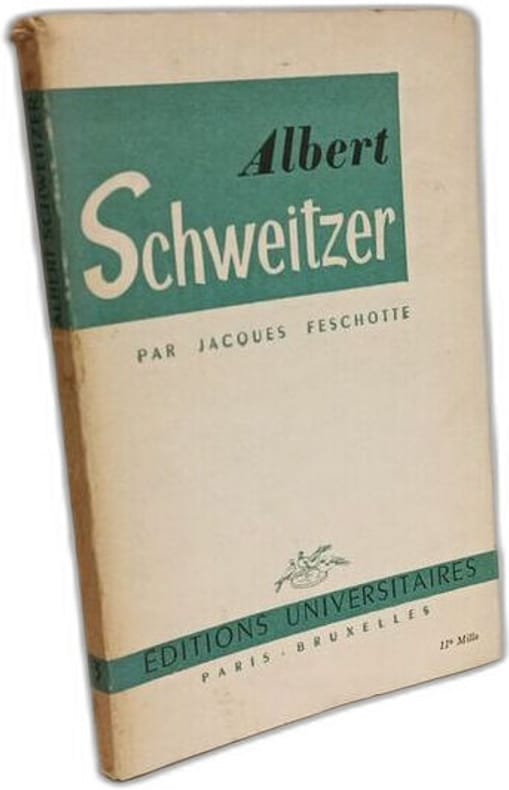 Albert
Schweitzer
PAR JACQUES FESCHOTTE
EDITIONS UNIVERSITAIRES
PARIS - BRUXELLES
11e Mille
ALBERT SCHWEITZER